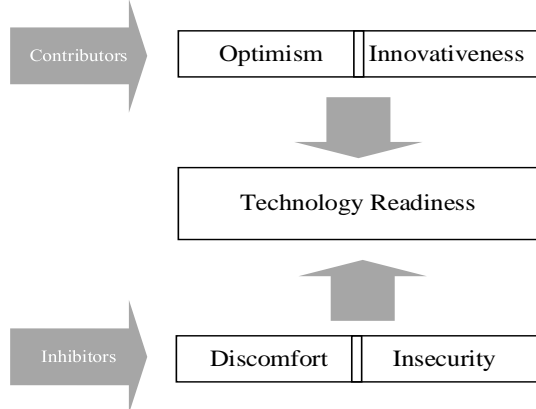 Contributors
Optimism
Innovativeness
Technology Readiness
Inhibitors
Discomfort
Insecurity